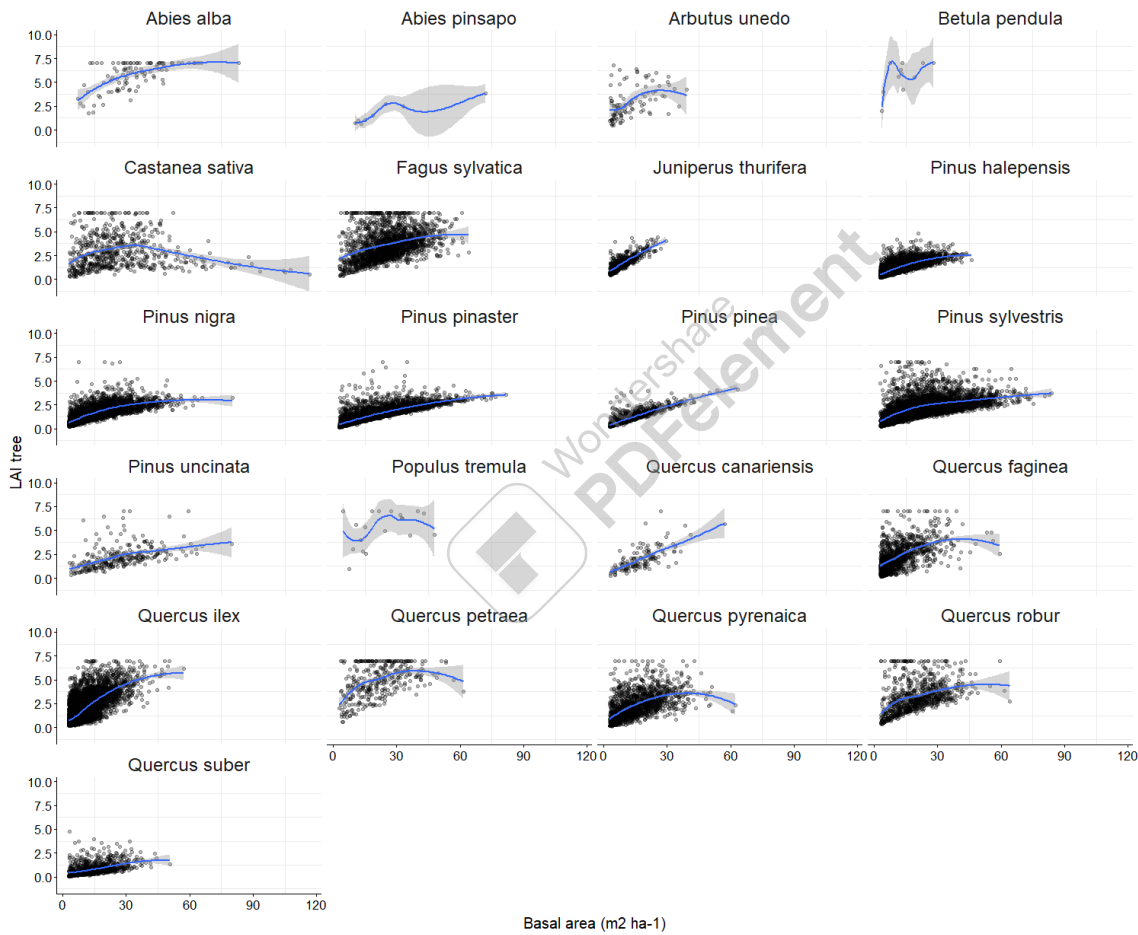 Abies alba Abies pinsapo Arbutus unedo Betula pendula
10.0
7.5
5.0
2.5
0.0
Castanea sativa Fagus sylvatica Juniperus thurifera Pinus halepensis
10.0
7.5
5.0
2.5
0.0
Pinus nigra Pinus pinaster Pinus pinea Pinus sylvestris
10.0
7.5
5.0
2.5
0.0
LAI tree
Pinus uncinata Populus tremula Quercus canariensis Quercus faginea
10.0
7.5
5.0
2.5
0.0
Quercus ilex Quercus petraea Quercus pyrenaica Quercus robur
10.0
7.5
5.0
2.5
0.0
0 30 60 90 120 0 30 60 90 120 0 30 60 90 120
Quercus suber
10.0
7.5
5.0
2.5
0.0
0 30 60 90 120
Basal area (m2 ha-1)
Wondershare
PDFelement